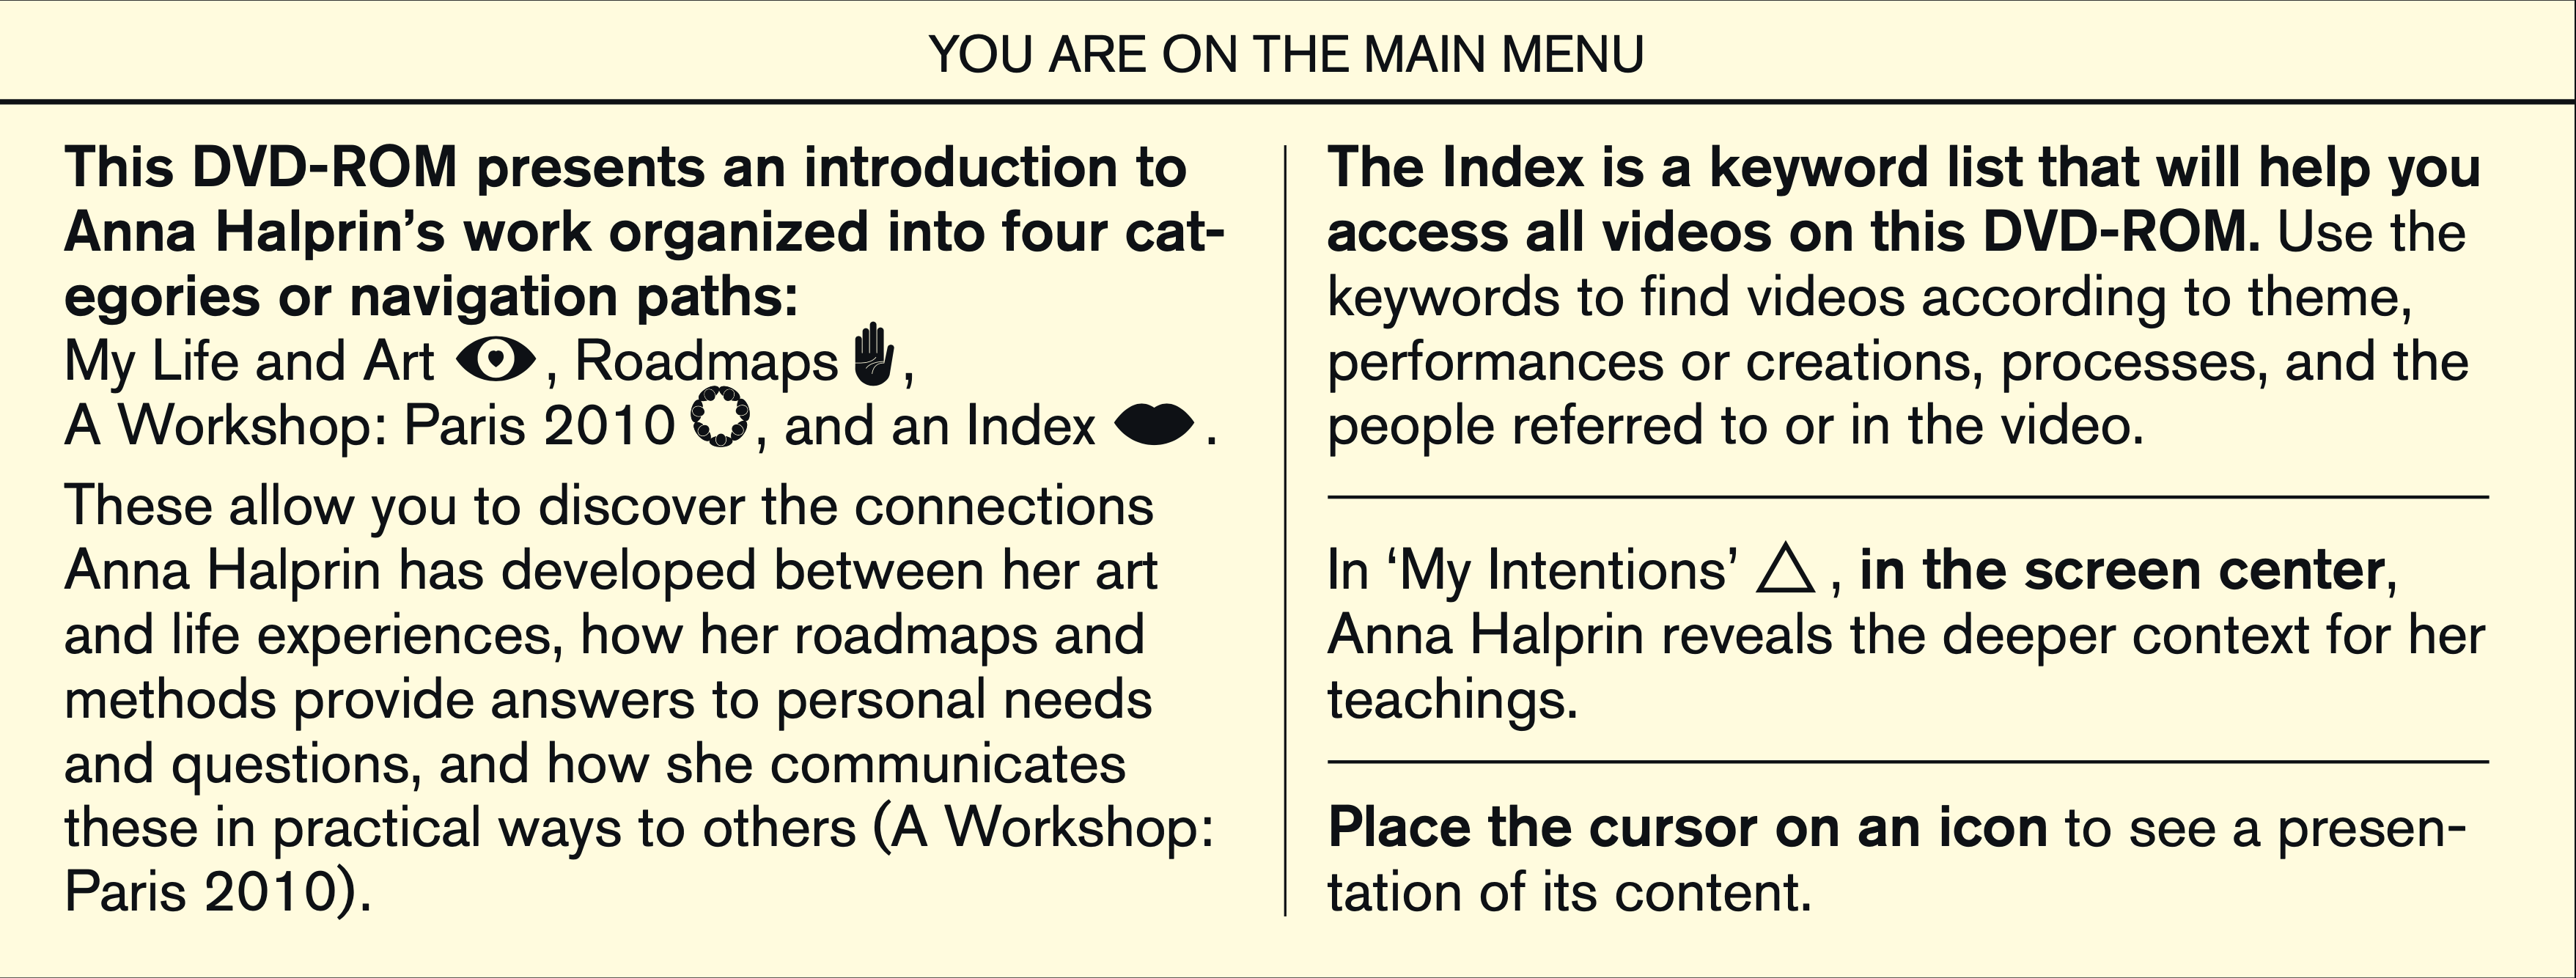 YOU ARE ON THE MAIN MENU
This DVD-ROM presents an introduction to
Anna Halprin’s work organized into four cat-
egories or navigation paths:
My Life and Art , Roadmaps ,
A Workshop: Paris 2010 , and an Index .
These allow you to discover the connections
Anna Halprin has developed between her art
and life experiences, how her roadmaps and
methods provide answers to personal needs
and questions, and how she communicates
these in practical ways to others (A Workshop:
Paris 2010).
The Index is a keyword list that will help you
access all videos on this DVD-ROM. Use the
keywords to find videos according to theme,
performances or creations, processes, and the
people referred to or in the video.
In ‘My Intentions’ , in the screen center,
Anna Halprin reveals the deeper context for her
teachings.
Place the cursor on an icon to see a presen-
tation of its content.